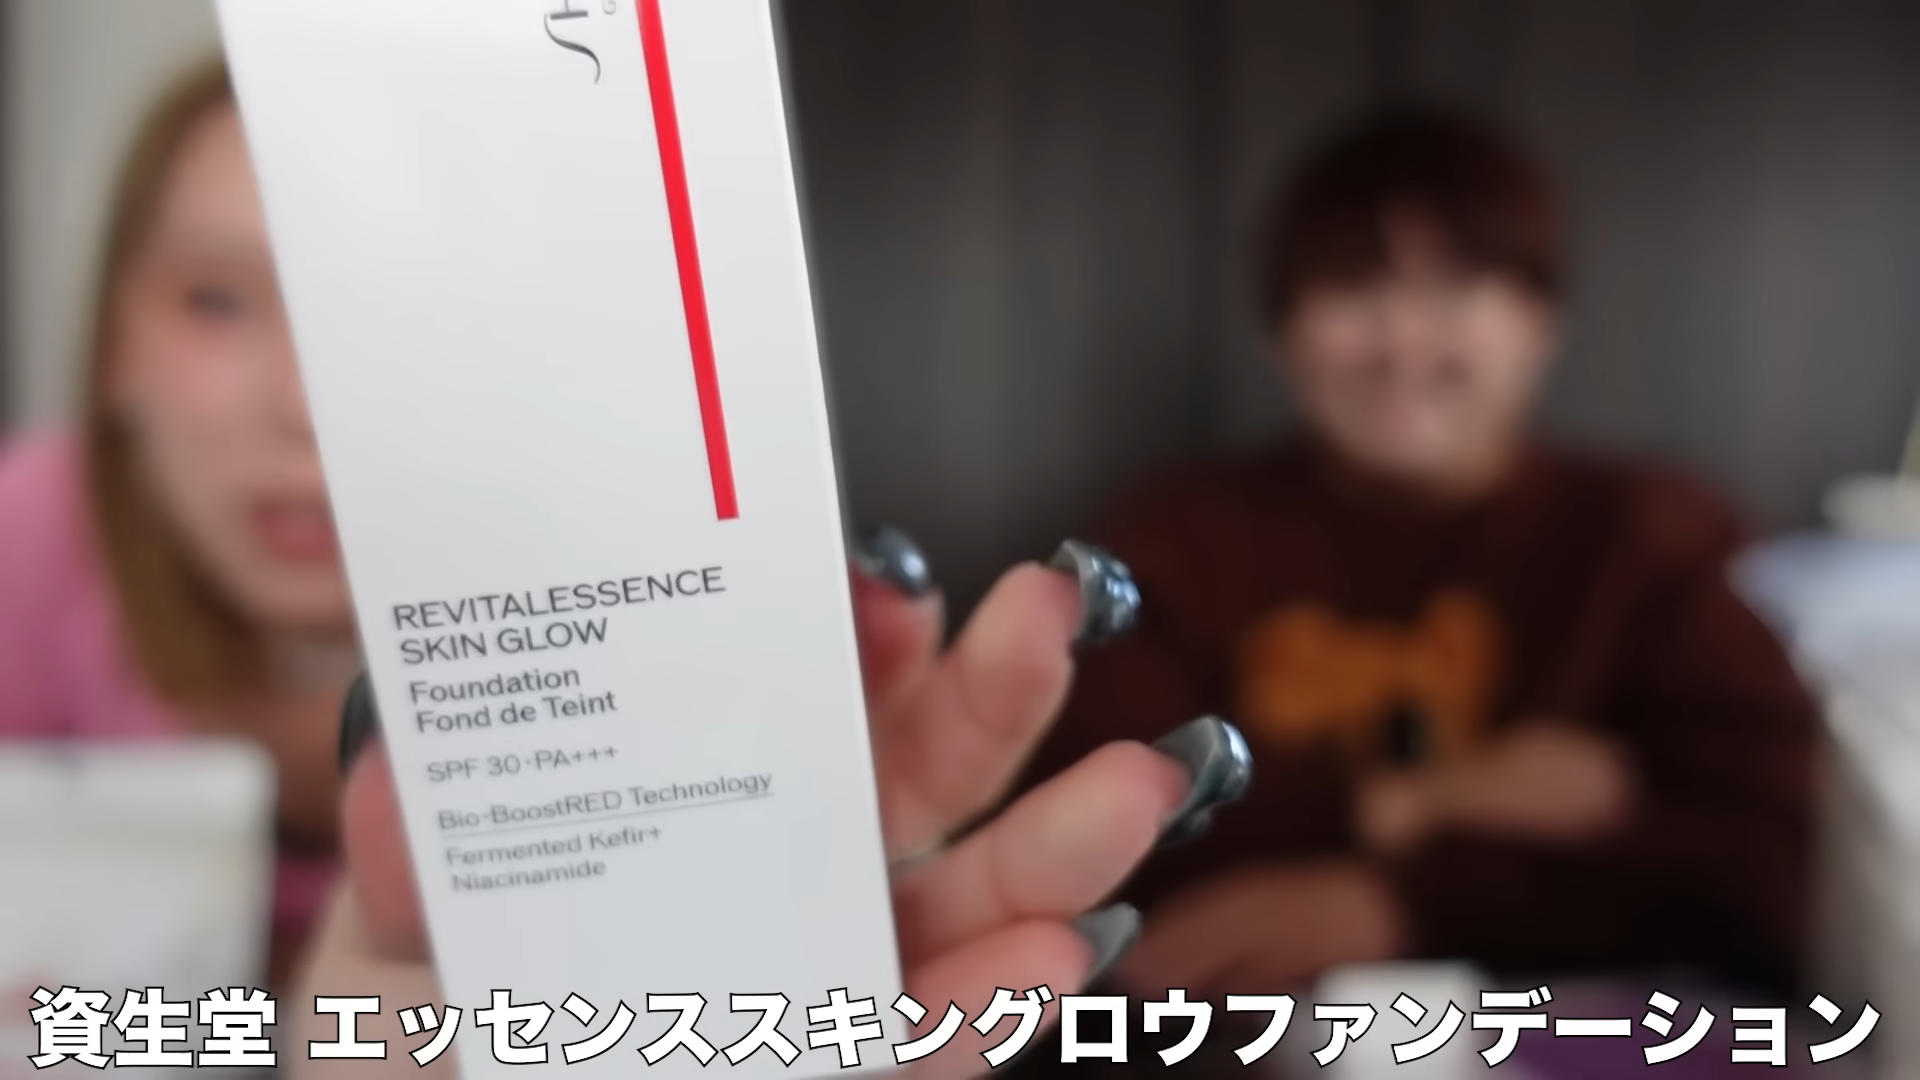 REVITALESSENCE
SKIN GLOW
Foundation
Fond de Teint
SPF 30・PA+++
Bio-BoostRED Technology
Fermented Kefir+
Niacinamide
資生堂 エッセンススキングロウファンデーション